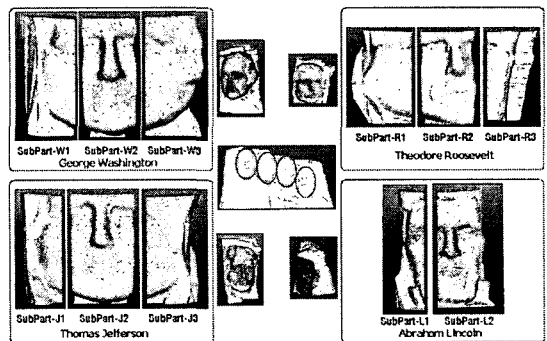 SubPart-W1 SubPart-W2 SubPart-W3
George Washington
SubPart-R1 SubPart-R2 SubPart-R3
Theodore Roosevelt
SubPart-J1 SubPart-J2 SubPart-J3
Thomas Jefferson
SubPart-L1 SubPart-L2
Abraham Lincoln